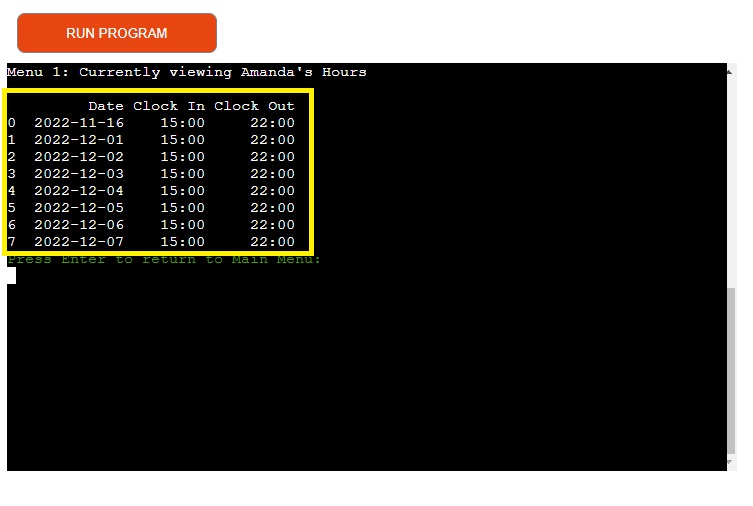 RUN PROGRAM
Menu 1: Currently viewing Amanda's Hours
Date Clock In Clock Out
0 2022-11-16 15:00 22:00
1 2022-12-01 15:00 22:00
2 2022-12-02 15:00 22:00
3 2022-12-03 15:00 22:00
4 2022-12-04 15:00 22:00
5 2022-12-05 15:00 22:00
6 2022-12-06 15:00 22:00
7 2022-12-07 15:00 22:00
Press Enter to return to Main Menu: